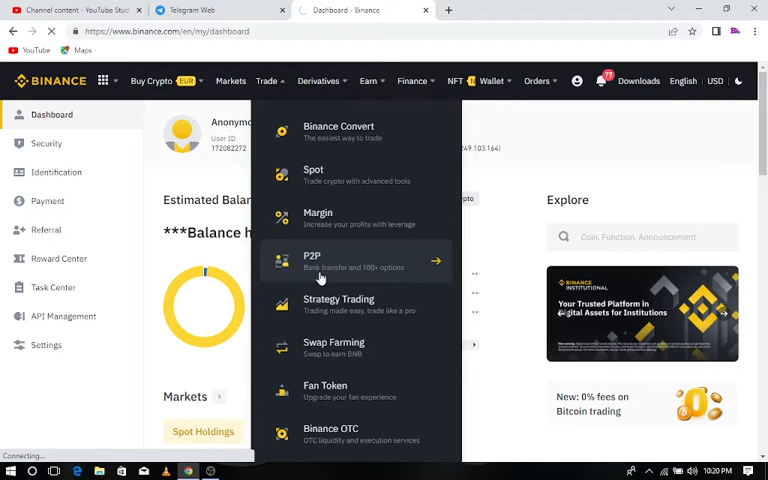 Channel content - YouTube Stud
Telegram Web
Dashboard - Binance
https://www.binance.com/en/my/dashboard
YouTube
Maps
BINANCE
Buy Crypto EUR
Markets
Trade
Derivatives
Earn
Finance
NFT
Wallet
Orders
77
Downloads
English
USD
Dashboard
Security
Identification
Payment
Referral
Reward Center
Task Center
API Management
Settings
Anonymo
User ID
172082272
249.103.164)
Estimated Bala
***Balance h
Markets
Spot Holdings
Binance Convert
The easiest way to trade
Spot
Trade crypto with advanced tools
Margin
Increase your profits with leverage
P2P
Bank transfer and 100+ options
Strategy Trading
Trading made easy, trade like a pro
Swap Farming
Swap to earn BNB
Fan Token
Upgrade your fan experience
Binance OTC
OTC liquidity and execution services
ypto
Explore
Coin, Function, Announcement
BINANCE
INSTITUTIONAL
Your Trusted Platform in
Digital Assets for Institutions
New: 0% fees on
Bitcoin trading
Connecting...
10:20 PM